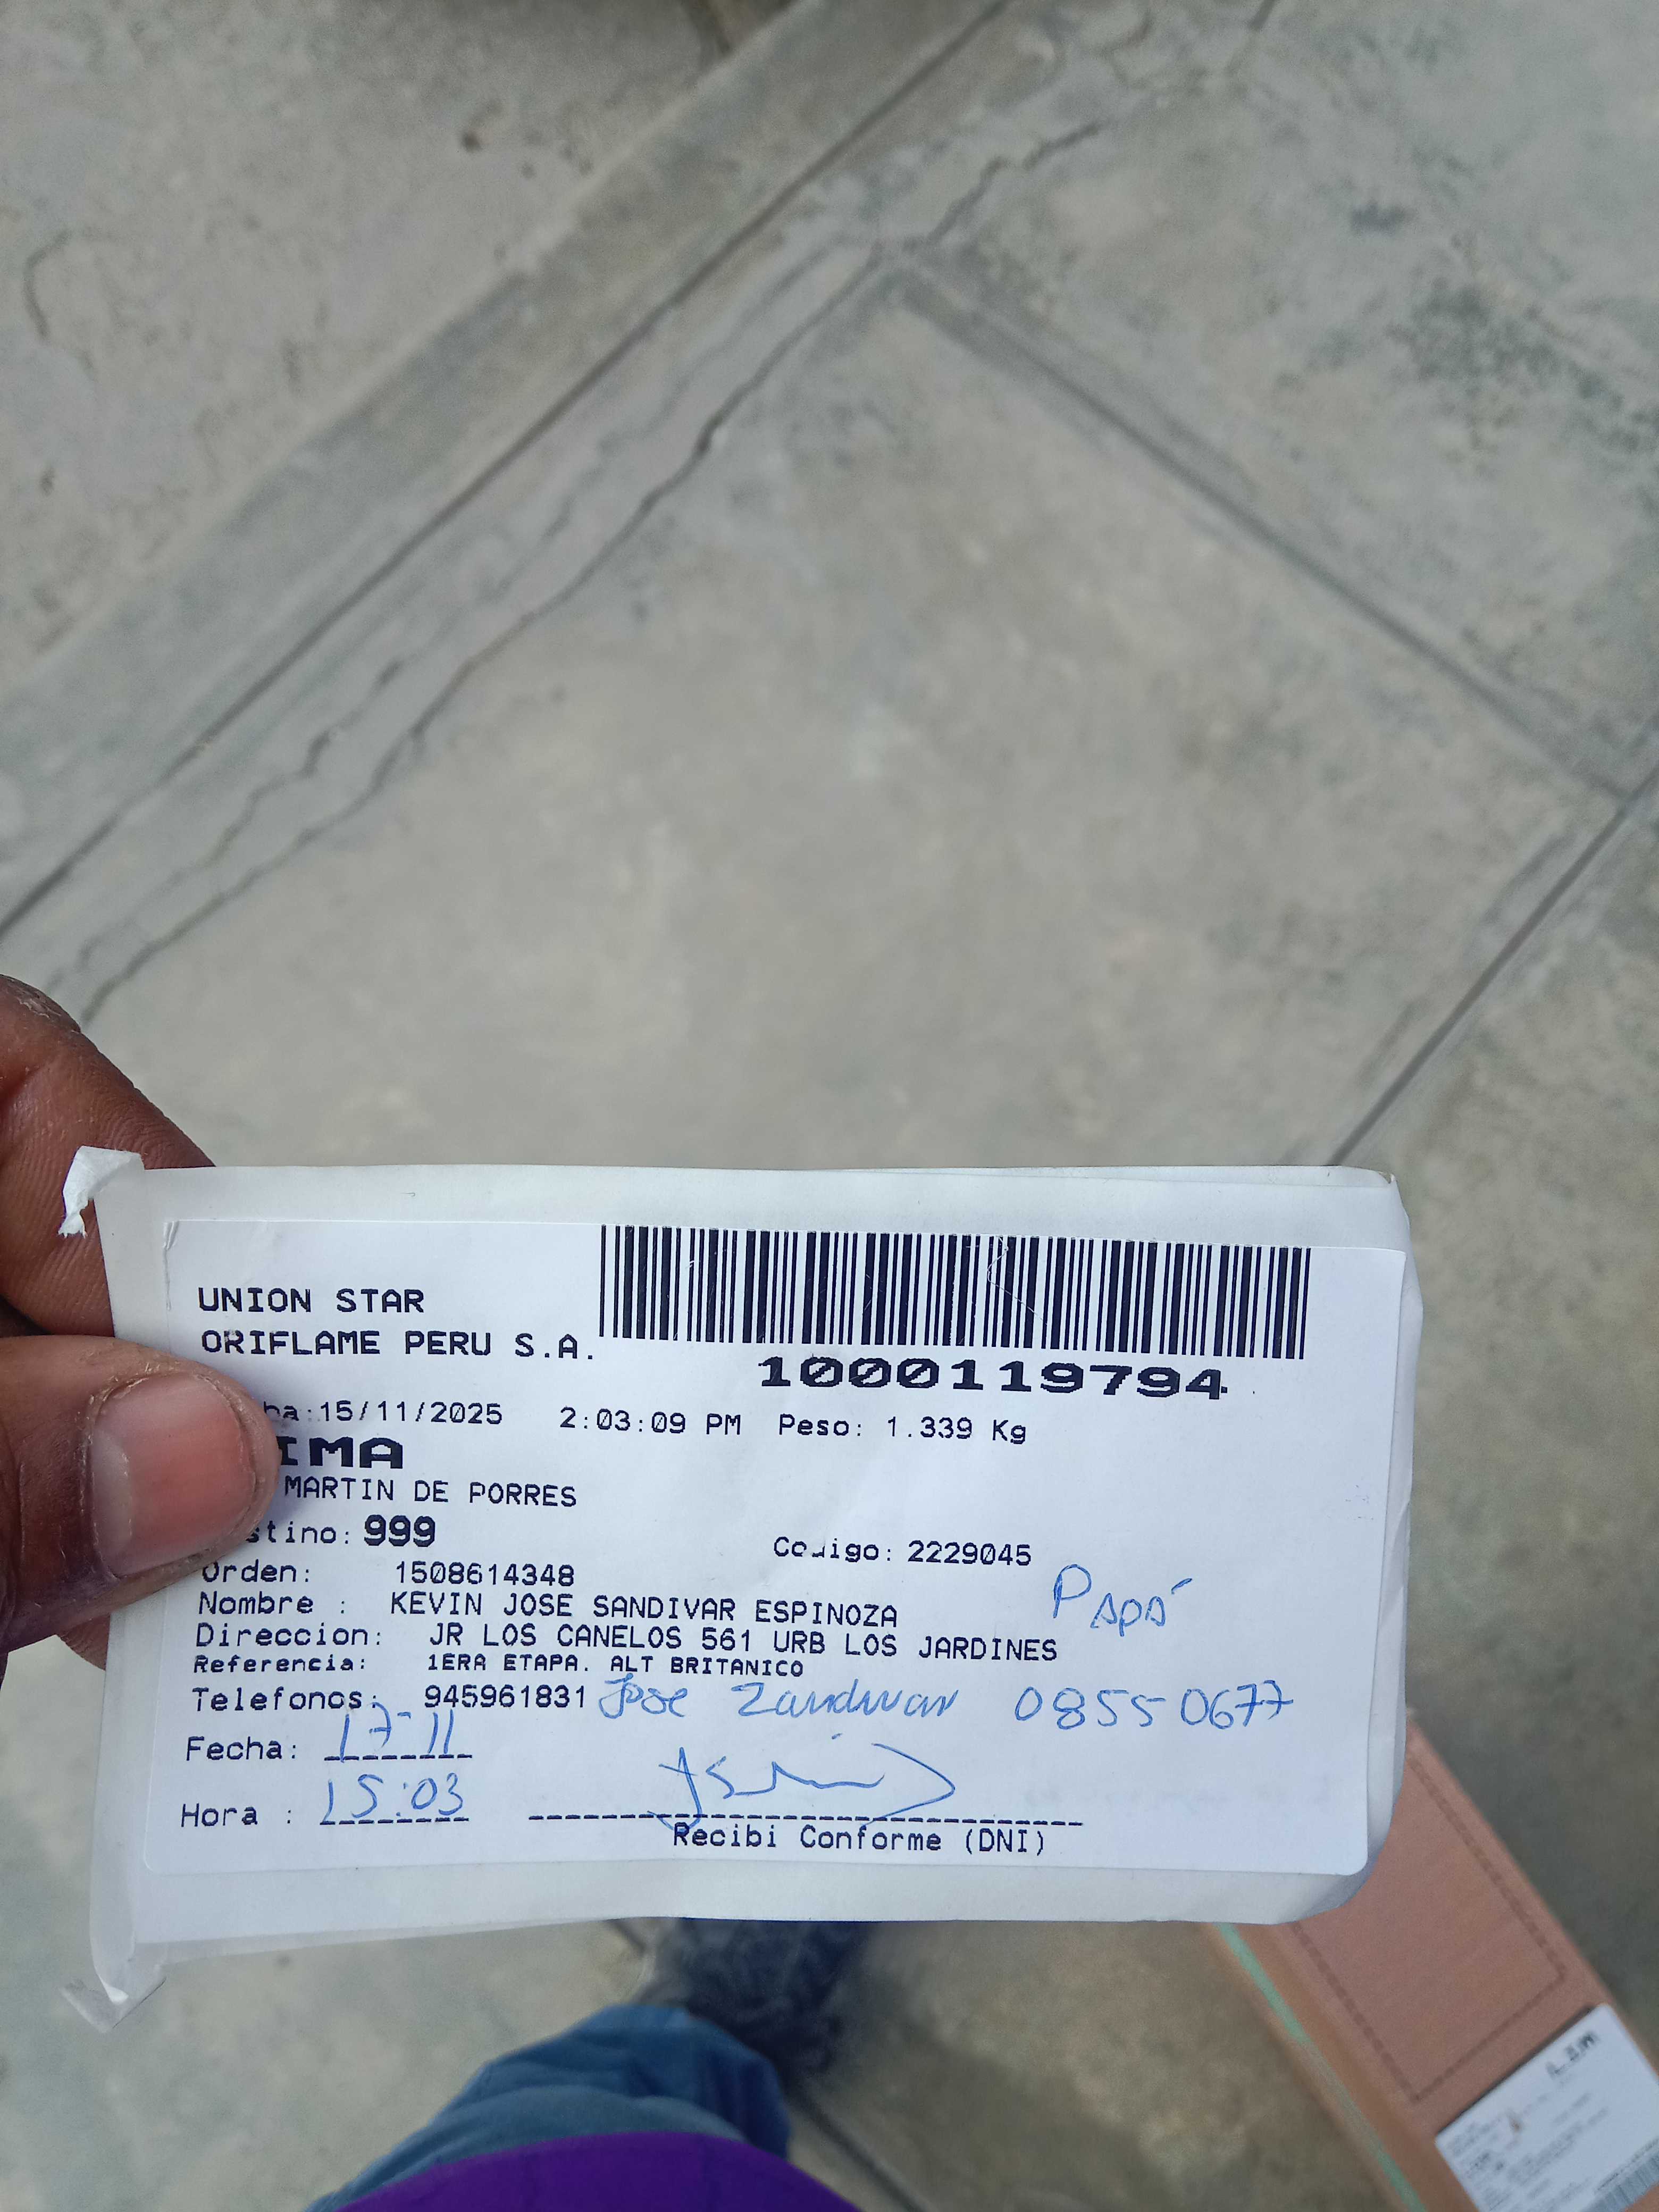 UNION STAR
ORIFLAME PERU S.A.
1000119794
ha:15/11/2025 2:03:09 PM Peso: 1.339 Kg
IMA
MARTIN DE PORRES
stino: 999 Codigo: 2229045
Orden: 1508614348
Nombre : KEVIN JOSE SANDIVAR ESPINOZA Papá
Direccion: JR LOS CANELOS 561 URB LOS JARDINES
Referencia: 1ERA ETAPA. ALT BRITANICO
Telefonos: 945961831 Jose Zandivar 08550677
Fecha: 17-11
Hora : 15:03
Recibi Conforme (DNI)